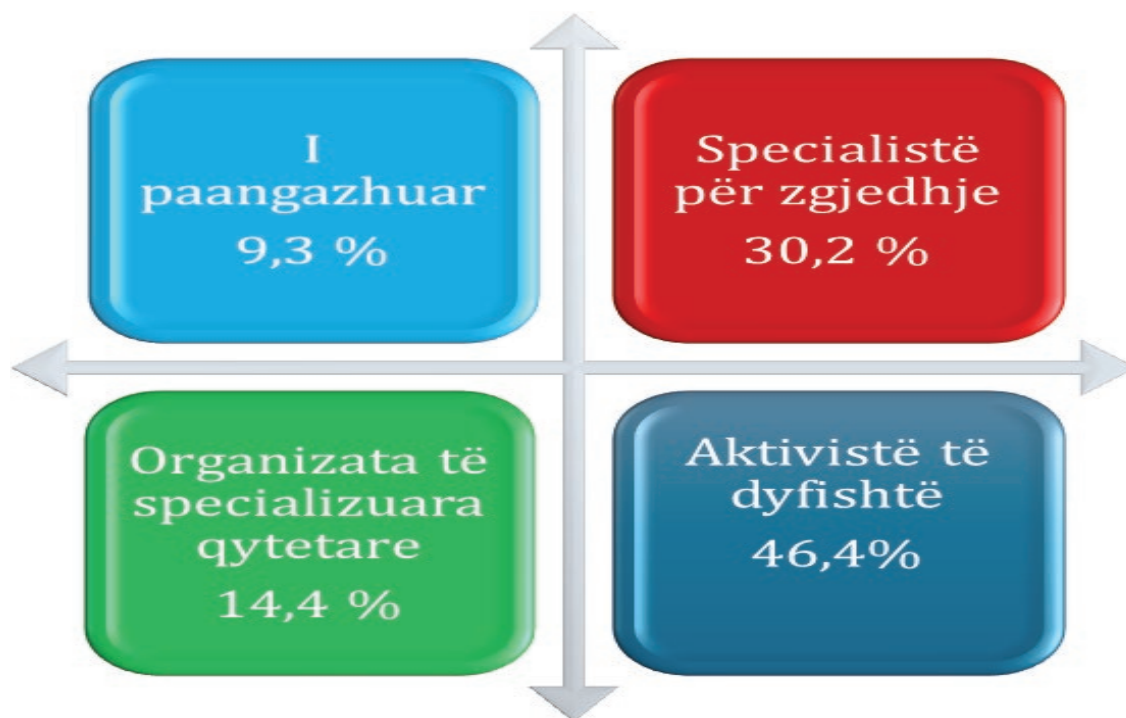 I
paangazhuar
9,3 %
Specialistë
për zgjedhje
30,2 %
Organizata të
specializuara
qytetare
14,4 %
Aktivistë të
dyfishtë
46,4%